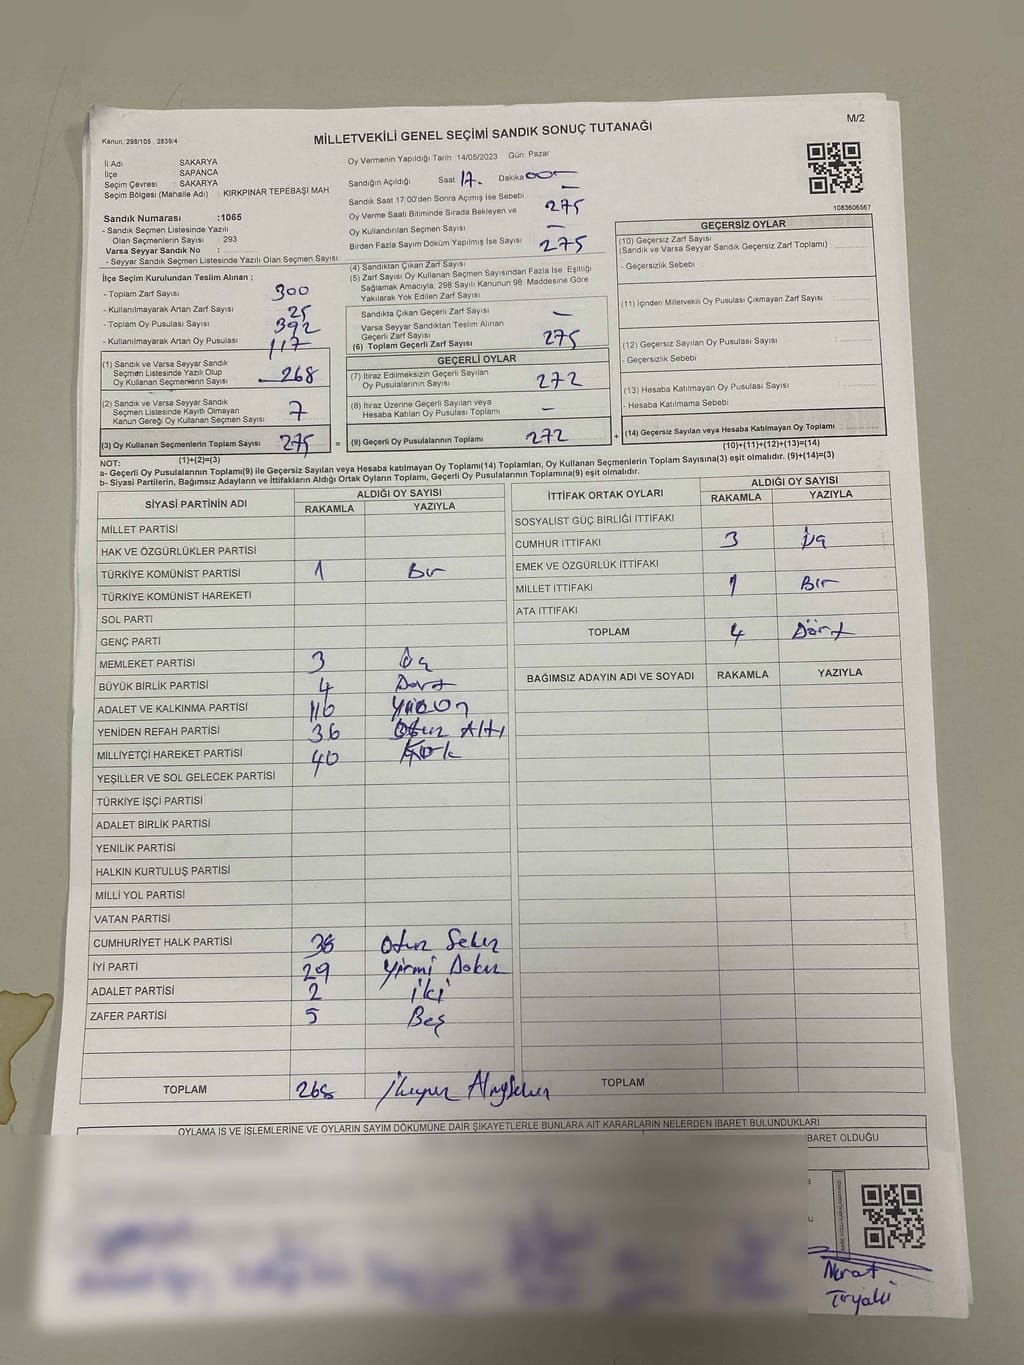 M/2
Kanun: 298/105 2839/4
MİLLETVEKİLİ GENEL SEÇİMİ SANDIK SONUÇ TUTANAĞI
İl Adı : SAKARYA
İlçe : SAPANCA
Seçim Çevresi : SAKARYA
Seçim Bölgesi (Mahalle Adı) : KIRKPINAR TEPEBAŞI MAH.
Oy Vermenin Yapıldığı Tarih 14/05/2023 Gün: Pazar
Sandığın Açıldığı Saat 17. Dakika 00
Sandık Saat 17:00'den Sonra Açımış İse Sebebi : —
Oy Verme Saati Bitiminde Sırada Bekleyen ve 275
Oy Kullandırılan Seçmen Sayısı —
Birden Fazla Sayım Döküm Yapılmış İse Sayısı 275
1083606567
Sandık Numarası :1065
- Sandık Seçmen Listesinde Yazılı
Olan Seçmenlerin Sayısı : 293
Varsa Seyyar Sandık No :
- Seyyar Sandık Seçmen Listesinde Yazılı Olan Seçmen Sayısı:
İlçe Seçim Kurulundan Teslim Alınan ;
- Toplam Zarf Sayısı 300
- Kullanılmayarak Artan Zarf Sayısı 25
- Toplam Oy Pusulası Sayısı 392
- Kullanılmayarak Artan Oy Pusulası 117
(1) Sandık ve Varsa Seyyar Sandık
Seçmen Listesinde Yazılı Olup
Oy Kullanan Seçmenlerin Sayısı 268
(2) Sandık ve Varsa Seyyar Sandık
Seçmen Listesinde Kayıtlı Olmayan
Kanun Gereği Oy Kullanan Seçmen Sayısı 7
(3) Oy Kullanan Seçmenlerin Toplam Sayısı 275 =
(1)+(2)=(3)
(4) Sandıktan Çıkan Zarf Sayısı
(5) Zarf Sayısı Oy Kullanan Seçmen Sayısından Fazla İse, Eşitliği
Sağlamak Amacıyla, 298 Sayılı Kanunun 98. Maddesine Göre
Yakılarak Yok Edilen Zarf Sayısı
Sandıkta Çıkan Geçerli Zarf Sayısı —
Varsa Seyyar Sandıktan Teslim Alınan
Geçerli Zarf Sayısı
(6) Toplam Geçerli Zarf Sayısı 275
GEÇERLİ OYLAR
(7) İtiraz Edilmeksizin Geçerli Sayılan
Oy Pusulalarının Sayısı 272
(8) İtiraz Üzerine Geçerli Sayılan veya
Hesaba Katılan Oy Pusulası Toplamı —
(9) Geçerli Oy Pusulalarının Toplamı 272 +
GEÇERSİZ OYLAR
(10) Geçersiz Zarf Sayısı
(Sandık ve Varsa Seyyar Sandık Geçersiz Zarf Toplamı) :
- Geçersizlik Sebebi :
(11) İçinden Milletvekili Oy Pusulası Çıkmayan Zarf Sayısı :
(12) Geçersiz Sayılan Oy Pusulası Sayısı :
- Geçersizlik Sebebi :
(13) Hesaba Katılmayan Oy Pusulası Sayısı :
- Hesaba Katılmama Sebebi :
(14) Geçersiz Sayılan veya Hesaba Katılmayan Oy Toplamı :
(10)+(11)+(12)+(13)=(14)
NOT:
a- Geçerli Oy Pusulası Toplamı(9) ile Geçersiz Sayılan veya Hesaba katılmayan Oy Toplamı(14) Toplamları, Oy Kullanan Seçmenlerin Toplam Sayısına(3) eşit olmalıdır. (9)+(14)=(3)
b- Siyasi Partilerin, Bağımsız Adayların ve İttifakların Aldığı Ortak Oyların Toplamı, Geçerli Oy Pusulalarının Toplamına(9) eşit olmalıdır.
SİYASİ PARTİNİN ADI
ALDIĞI OY SAYISI
RAKAMLA YAZIYLA
MİLLET PARTİSİ
HAK VE ÖZGÜRLÜKLER PARTİSİ
TÜRKİYE KOMÜNİST PARTİSİ 1 Bır
TÜRKİYE KOMÜNİST HAREKETİ
SOL PARTİ
GENÇ PARTİ
MEMLEKET PARTİSİ 3 Üç
BÜYÜK BİRLİK PARTİSİ 4 Dört
ADALET VE KALKINMA PARTİSİ 110 Yüz On
YENİDEN REFAH PARTİSİ 36 Otuz Altı
MİLLİYETÇİ HAREKET PARTİSİ 40 Kırk
YEŞİLLER VE SOL GELECEK PARTİSİ
TÜRKİYE İŞÇİ PARTİSİ
ADALET BİRLİK PARTİSİ
YENİLİK PARTİSİ
HALKIN KURTULUŞ PARTİSİ
MİLLİ YOL PARTİSİ
VATAN PARTİSİ
CUMHURİYET HALK PARTİSİ 38 Otuz Sekiz
İYİ PARTİ 29 Yirmi Dokuz
ADALET PARTİSİ 2 İki
ZAFER PARTİSİ 5 Beş
TOPLAM 268 İkiyüz Altmışsekiz
İTTİFAK ORTAK OYLARI
ALDIĞI OY SAYISI
RAKAMLA YAZIYLA
SOSYALİST GÜÇ BİRLİĞİ İTTİFAKI
CUMHUR İTTİFAKI 3 Üç
EMEK VE ÖZGÜRLÜK İTTİFAKI
MİLLET İTTİFAKI 1 Bır
ATA İTTİFAKI
TOPLAM 4 Dört
BAĞIMSIZ ADAYIN ADI VE SOYADI RAKAMLA YAZIYLA
TOPLAM
OYLAMA İŞ VE İŞLEMLERİNE VE OYLARIN SAYIM DÖKÜMÜNE DAİR ŞİKAYETLERLE BUNLARA AİT KARARLARIN NELERDEN İBARET BULUNDUKLARI
BARET OLDUĞU
Murat
Tiryaki